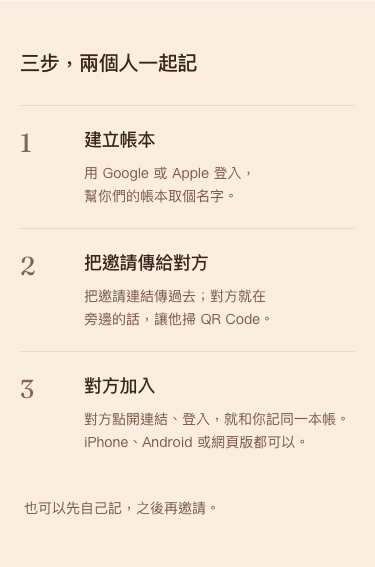 三步，兩個人一起記
1
建立帳本
用 Google 或 Apple 登入，
幫你們的帳本取個名字。
2
把邀請傳給對方
把邀請連結傳過去；對方就在
旁邊的話，讓他掃 QR Code。
3
對方加入
對方點開連結、登入，就和你記同一本帳。
iPhone、Android 或網頁版都可以。
也可以先自己記，之後再邀請。